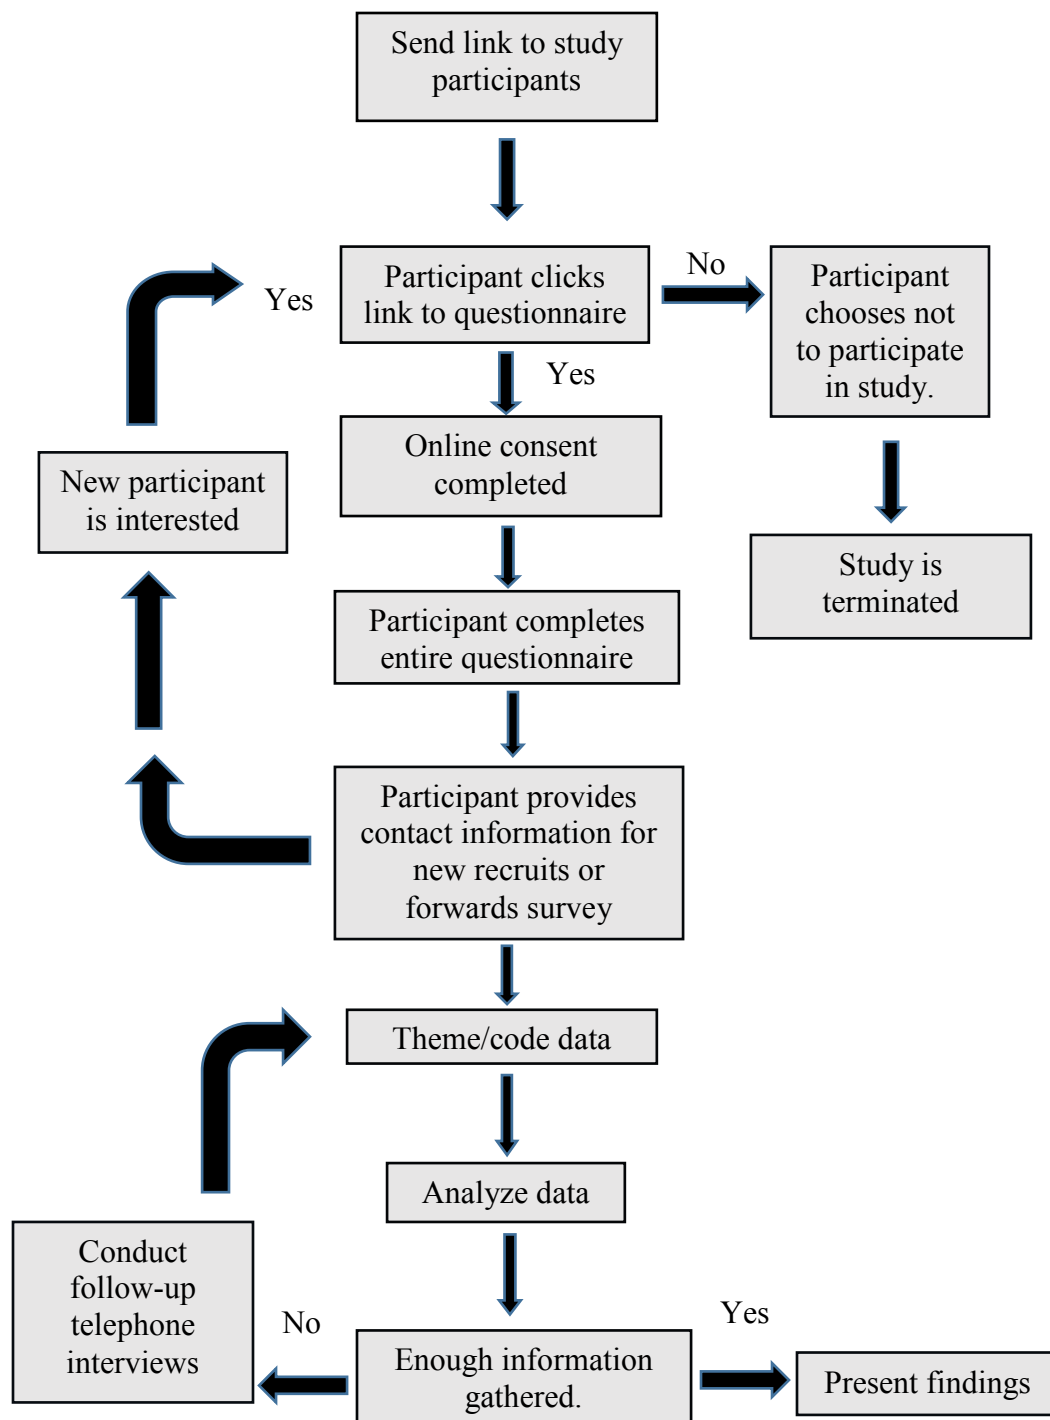 Send link to study
participants
Yes
Participant clicks
link to questionnaire
No
Participant
chooses not
to participate
in study.
Yes
Online consent
completed
New participant
is interested
Study is
terminated
Participant completes
entire questionnaire
Participant provides
contact information for
new recruits or
forwards survey
Theme/code data
Analyze data
Conduct
follow-up
telephone
interviews
No
Enough information
gathered.
Yes
Present findings